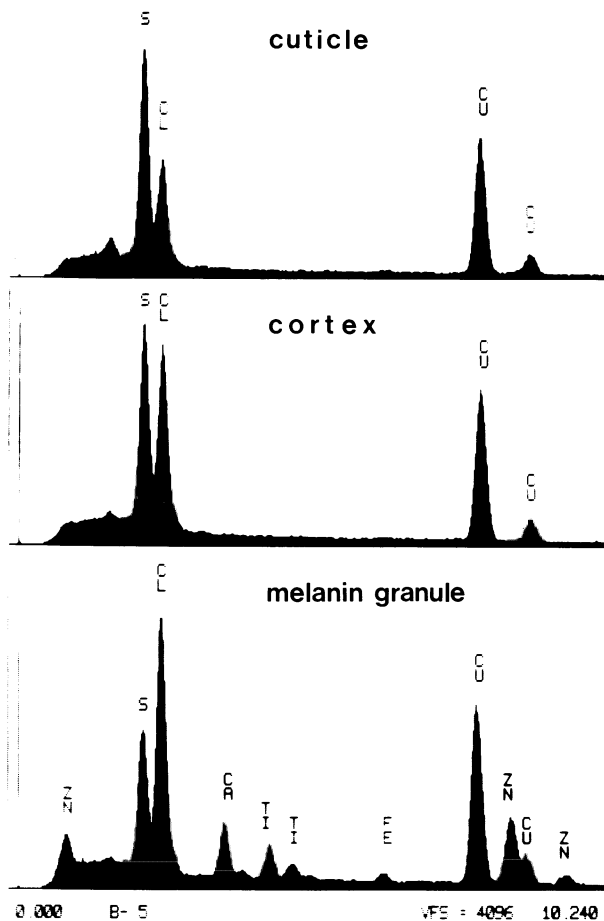 S
cuticle
CL
CU
CU
S
CL
cortex
CU
CU
CL
melanin granule
CU
S
ZN
CA
TI
TI
FE
ZN
CU
ZN
0.000 B- 5 VFS = 4096 10.240